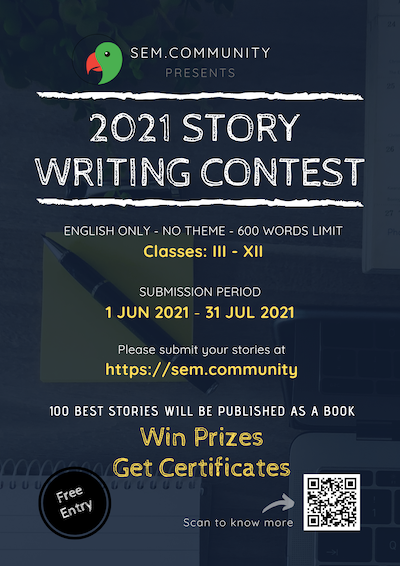 SEM.COMMUNITY
PRESENTS
2021 STORY
WRITING CONTEST
ENGLISH ONLY - NO THEME - 600 WORDS LIMIT
Classes: III - XII
SUBMISSION PERIOD
1 JUN 2021 - 31 JUL 2021
Please submit your stories at
https://sem.community
100 BEST STORIES WILL BE PUBLISHED AS A BOOK
Win Prizes
Get Certificates
Free
Entry
Scan to know more